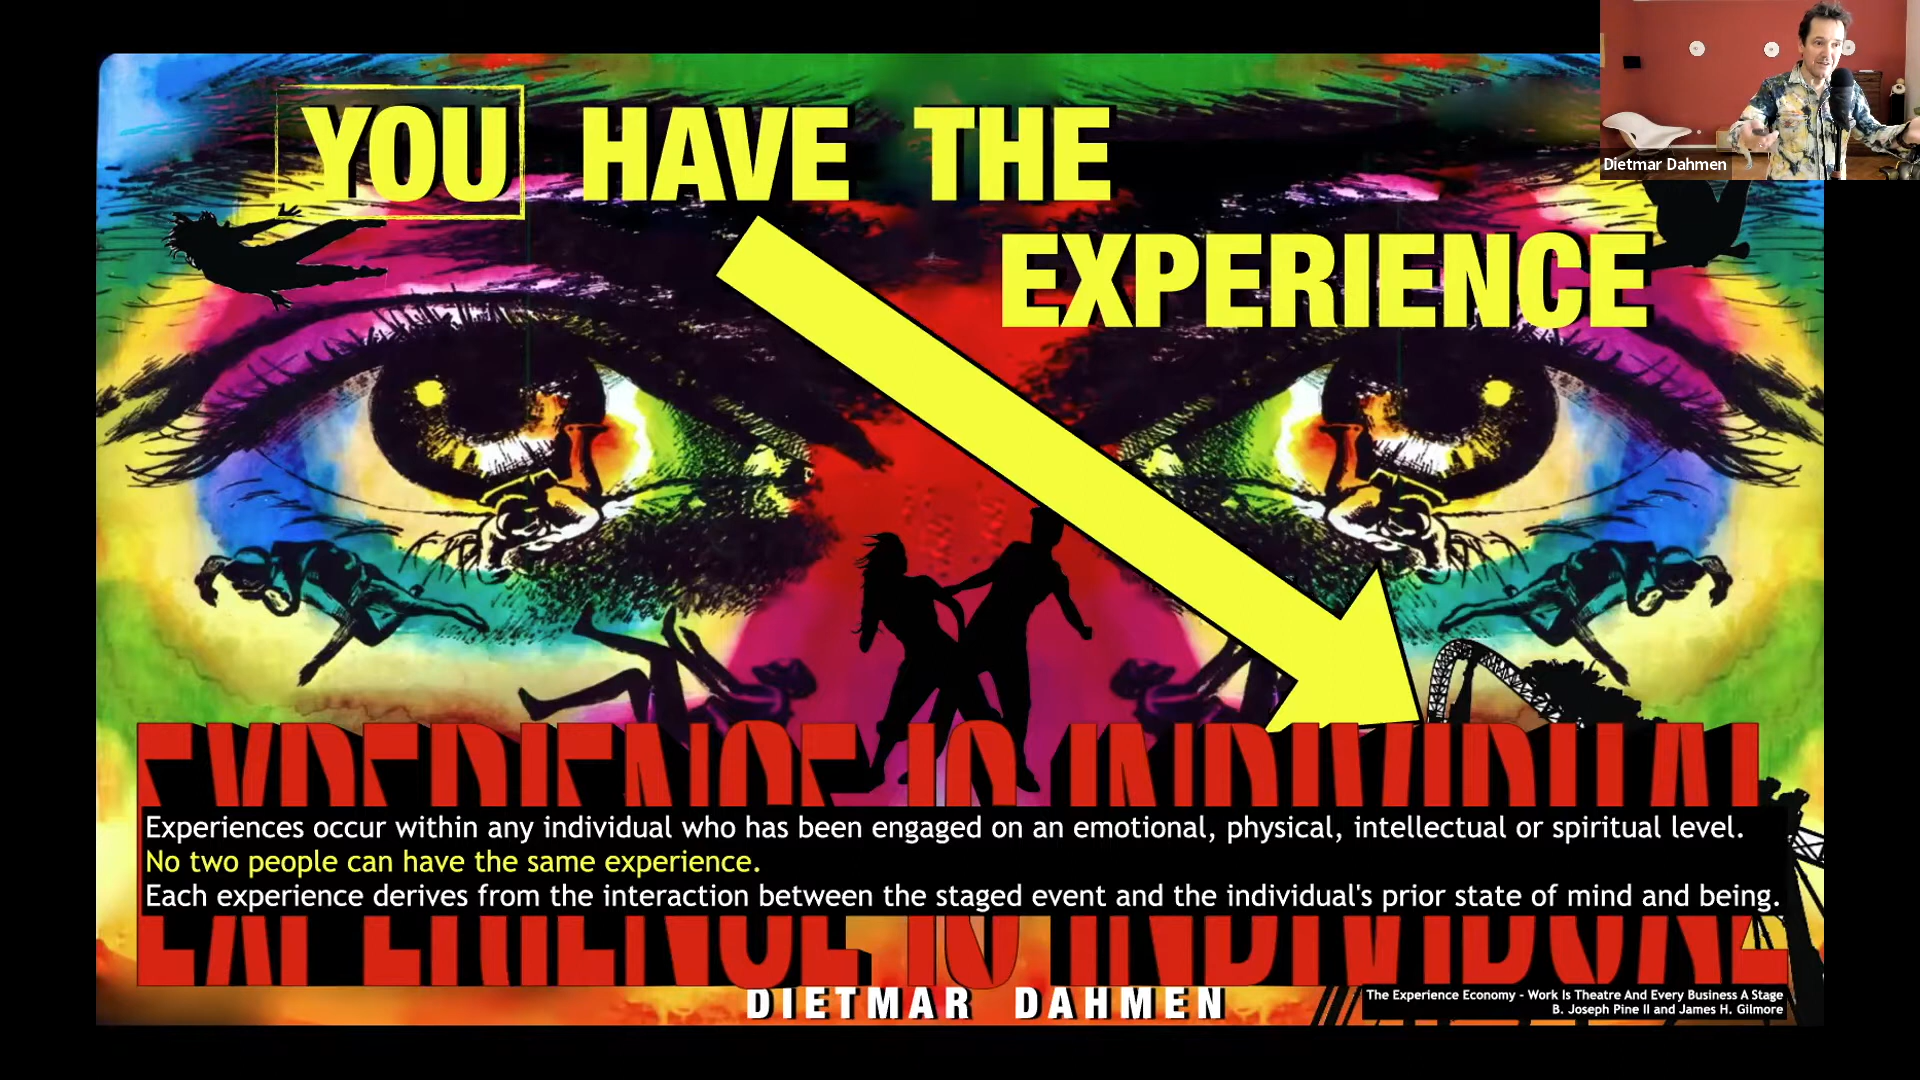 YOU HAVE THE
EXPERIENCE
Dietmar Dahmen
EXPERIENCE IS INDIVIDUAL
Experiences occur within any individual who has been engaged on an emotional, physical, intellectual or spiritual level.
No two people can have the same experience.
Each experience derives from the interaction between the staged event and the individual's prior state of mind and being.
DIETMAR DAHMEN
The Experience Economy - Work Is Theatre And Every Business A Stage
B. Joseph Pine II and James H. Gilmore